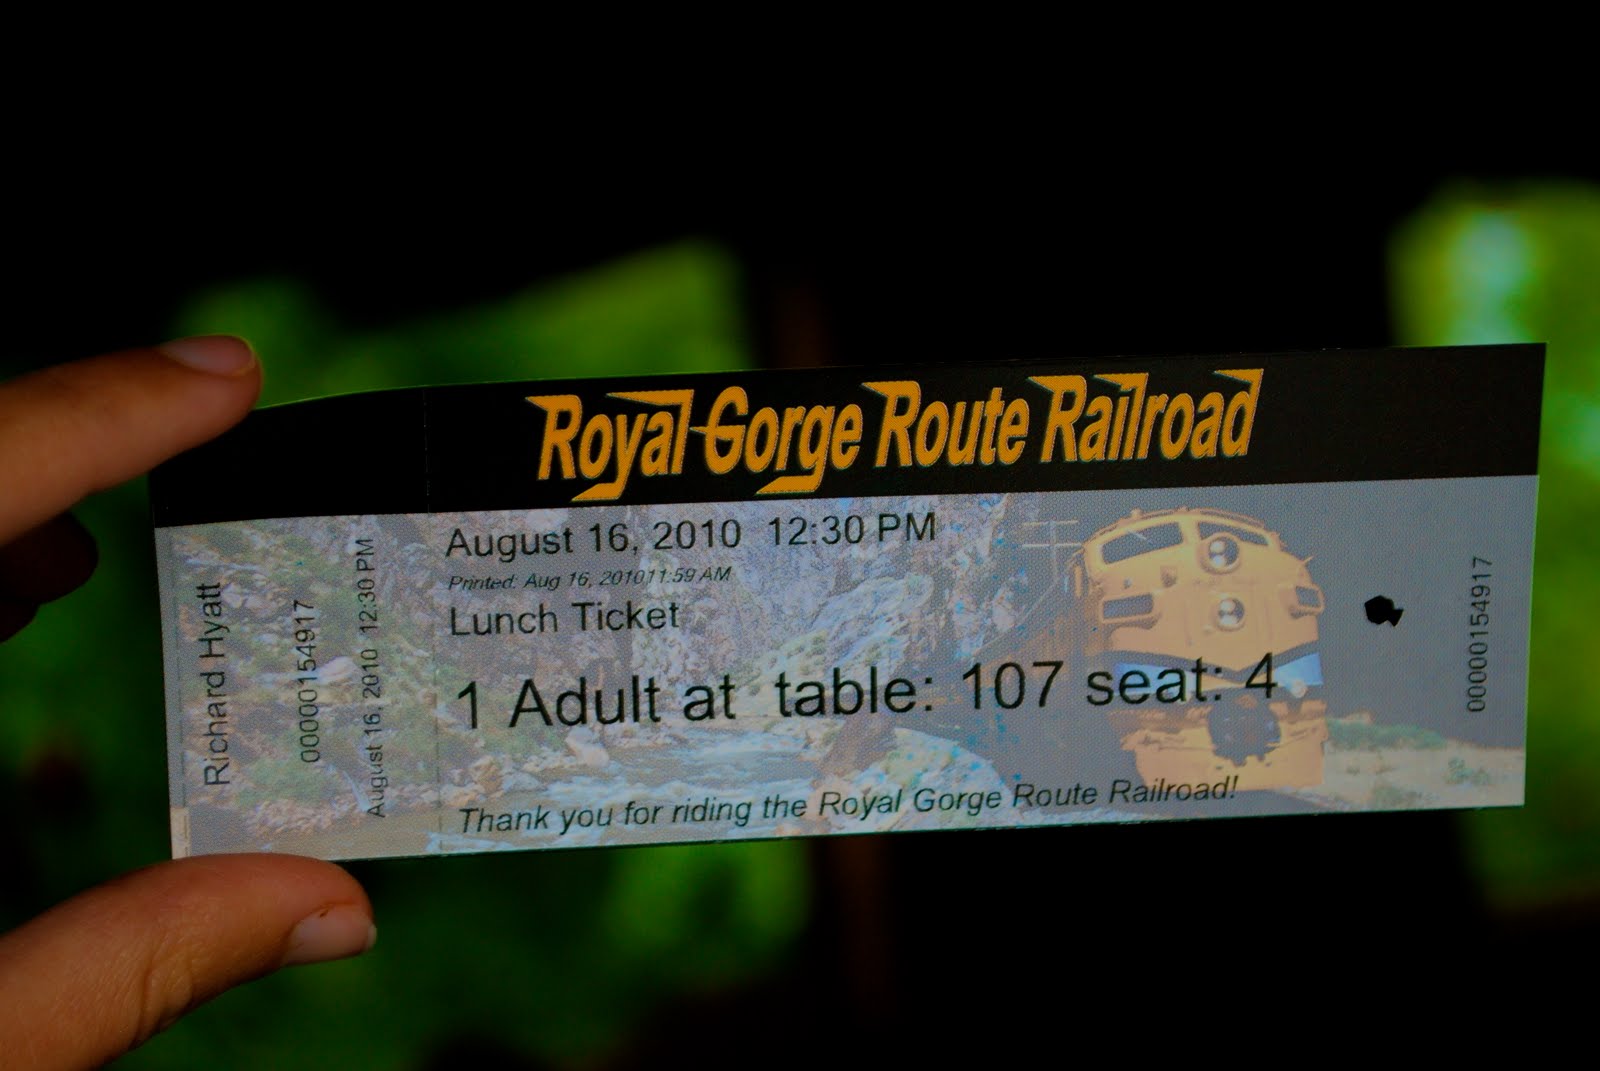 Royal Gorge Route Railroad
Richard Hyatt
0000154917
August 16, 2010 12:30 PM
August 16, 2010 12:30 PM
Printed: Aug 16, 2010 11:59 AM
Lunch Ticket
1 Adult at table: 107 seat: 4
Thank you for riding the Royal Gorge Route Railroad!
0000154917